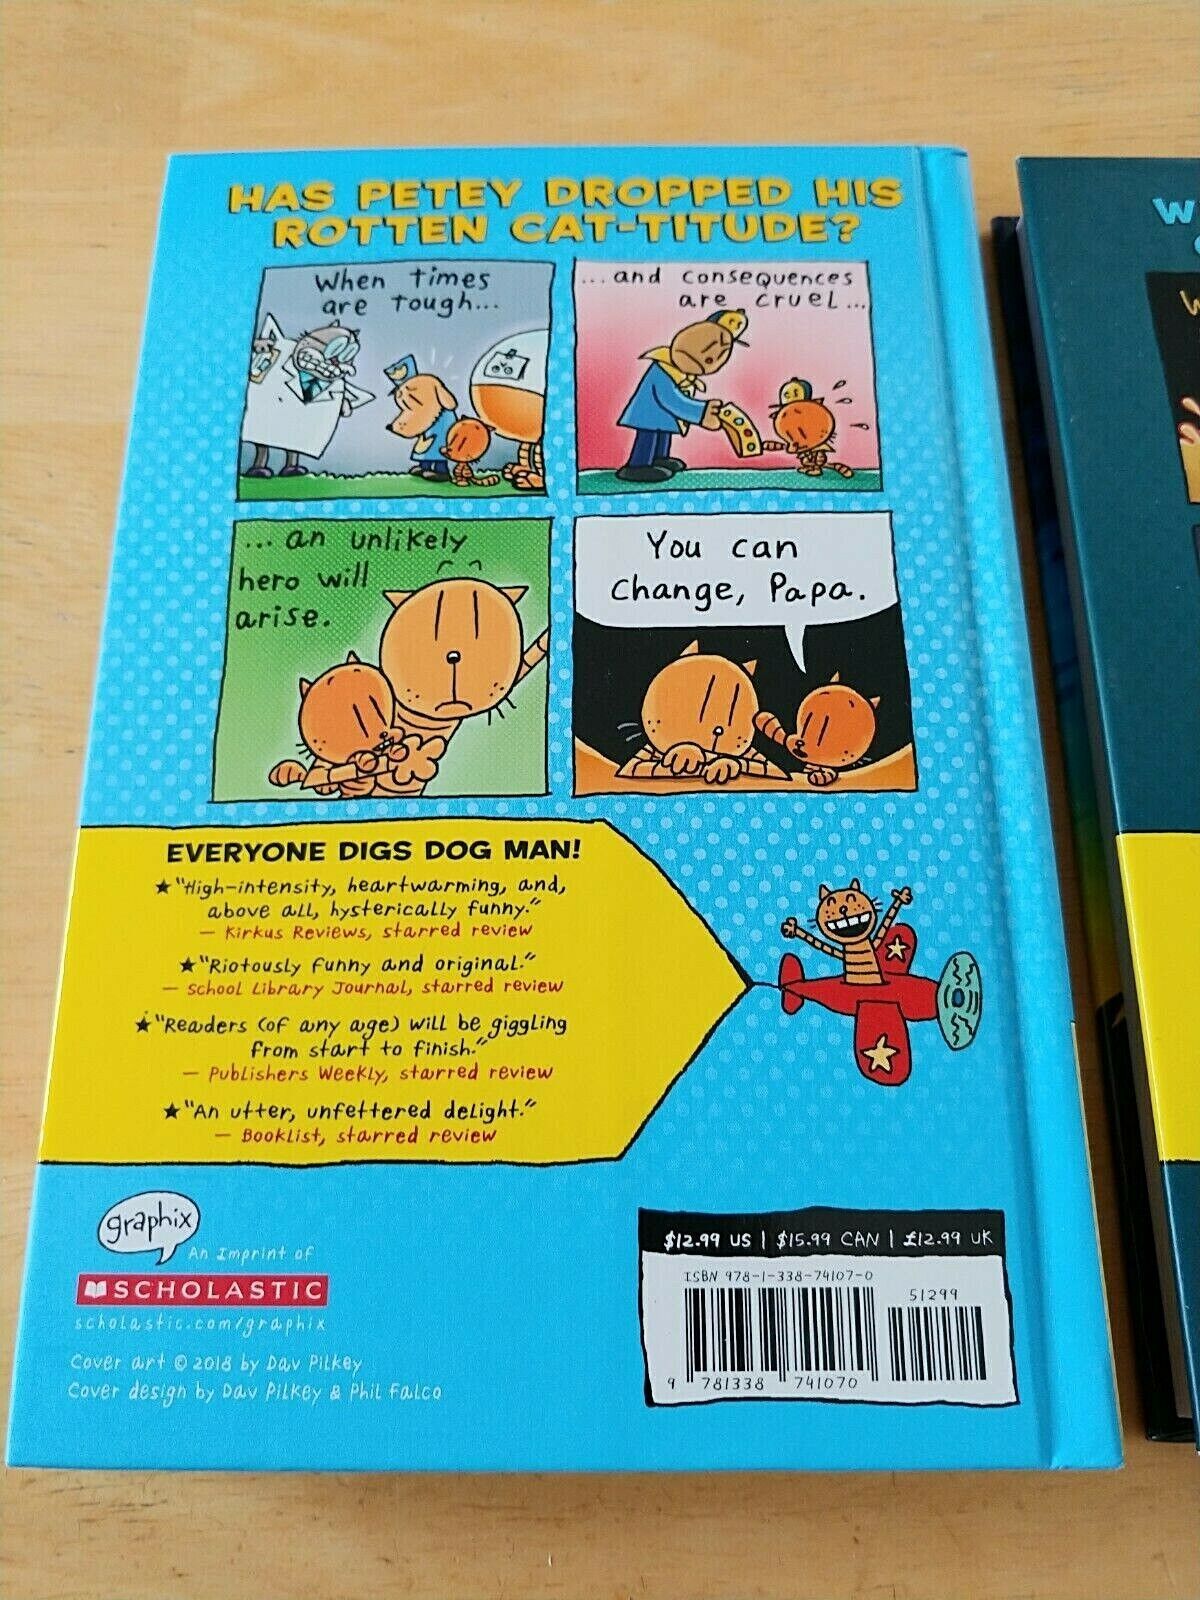 HAS PETEY DROPPED HIS
ROTTEN CAT-TITUDE?
When times
are tough...
...and consequences
are cruel...
...an unlikely
hero will
arise.
You can
change, Papa.
EVERYONE DIGS DOG MAN!
★"High-intensity, heartwarming, and,
above all, hysterically funny."
— Kirkus Reviews, starred review
★"Riotously funny and original."
— School Library Journal, starred review
★"Readers (of any age) will be giggling
from start to finish."
— Publishers Weekly, starred review
★"An utter, unfettered delight."
— Booklist, starred review
graphix
An Imprint of
SCHOLASTIC
scholastic.com/graphix
Cover art © 2018 by Dav Pilkey
Cover design by Dav Pilkey & Phil Falco
$12.99 US | $15.99 CAN | £12.99 UK
ISBN 978-1-338-74107-0
51299
9 781338 741070